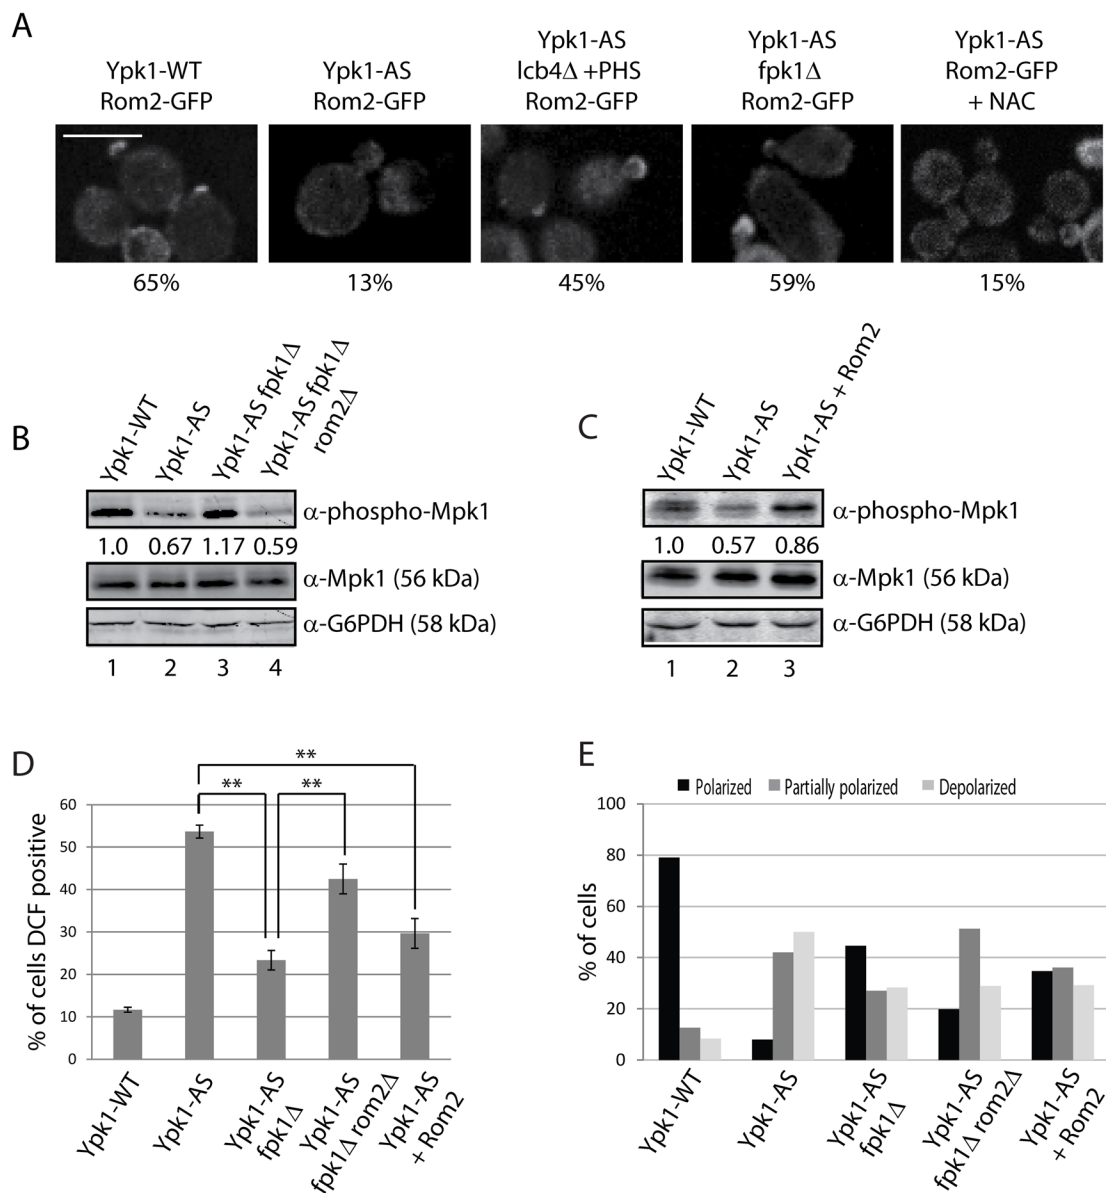 A
Ypk1-WT
Rom2-GFP
Ypk1-AS
Rom2-GFP
Ypk1-AS
lcb4Δ +PHS
Rom2-GFP
Ypk1-AS
fpk1Δ
Rom2-GFP
Ypk1-AS
Rom2-GFP
+ NAC
65%
13%
45%
59%
15%
B
Ypk1-WT
Ypk1-AS
Ypk1-AS fpk1Δ
Ypk1-AS fpk1Δ
rom2Δ
α-phospho-Mpk1
1.0 0.67 1.17 0.59
α-Mpk1 (56 kDa)
α-G6PDH (58 kDa)
1 2 3 4
C
Ypk1-WT
Ypk1-AS
Ypk1-AS + Rom2
α-phospho-Mpk1
1.0 0.57 0.86
α-Mpk1 (56 kDa)
α-G6PDH (58 kDa)
1 2 3
D
**
** **
% of cells DCF positive
60
50
40
30
20
10
0
Ypk1-WT
Ypk1-AS
Ypk1-AS
fpk1Δ
Ypk1-AS
fpk1Δ rom2Δ
Ypk1-AS
+ Rom2
E
Polarized Partially polarized Depolarized
% of cells
100
80
60
40
20
0
Ypk1-WT
Ypk1-AS
Ypk1-AS
fpk1Δ
Ypk1-AS
fpk1Δ rom2Δ
Ypk1-AS
+ Rom2